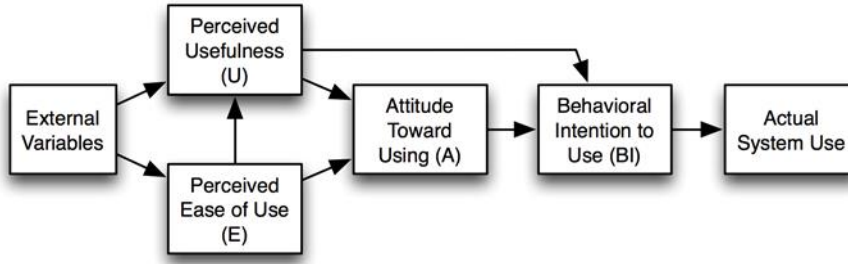 Perceived
Usefulness
(U)
External
Variables
Attitude
Toward
Using (A)
Behavioral
Intention to
Use (BI)
Actual
System Use
Perceived
Ease of Use
(E)